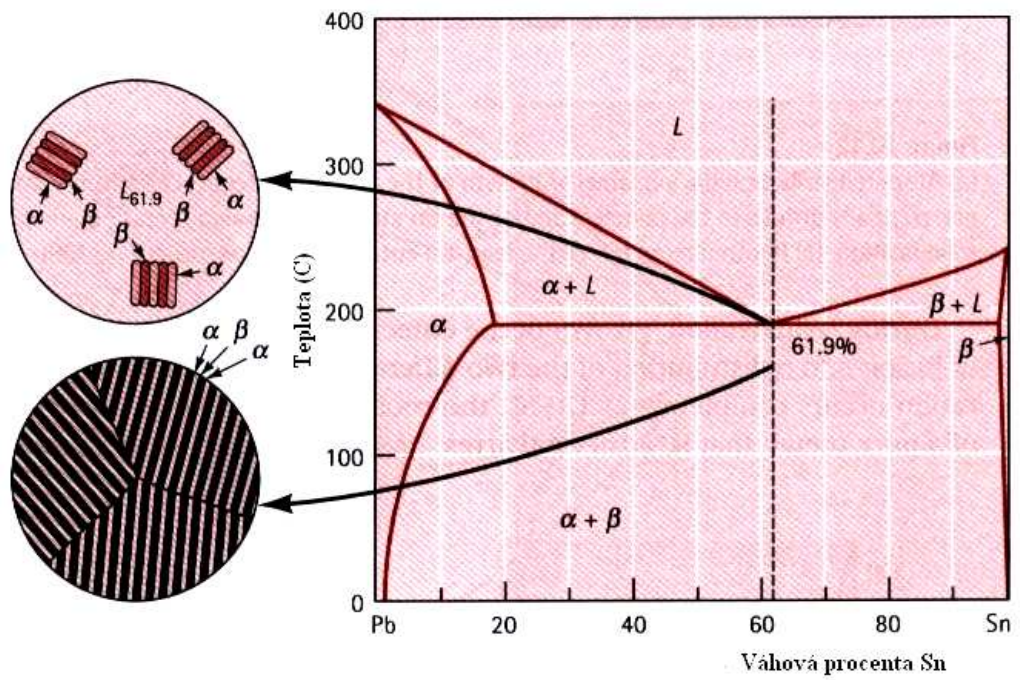 400
300
200
100
0
Teplota (C)
L
α + L
α
β + L
61.9%
β
α + β
Pb 20 40 60 80 Sn
Váhová procenta Sn
α
β
L61.9
β
α
β
α
α β
α